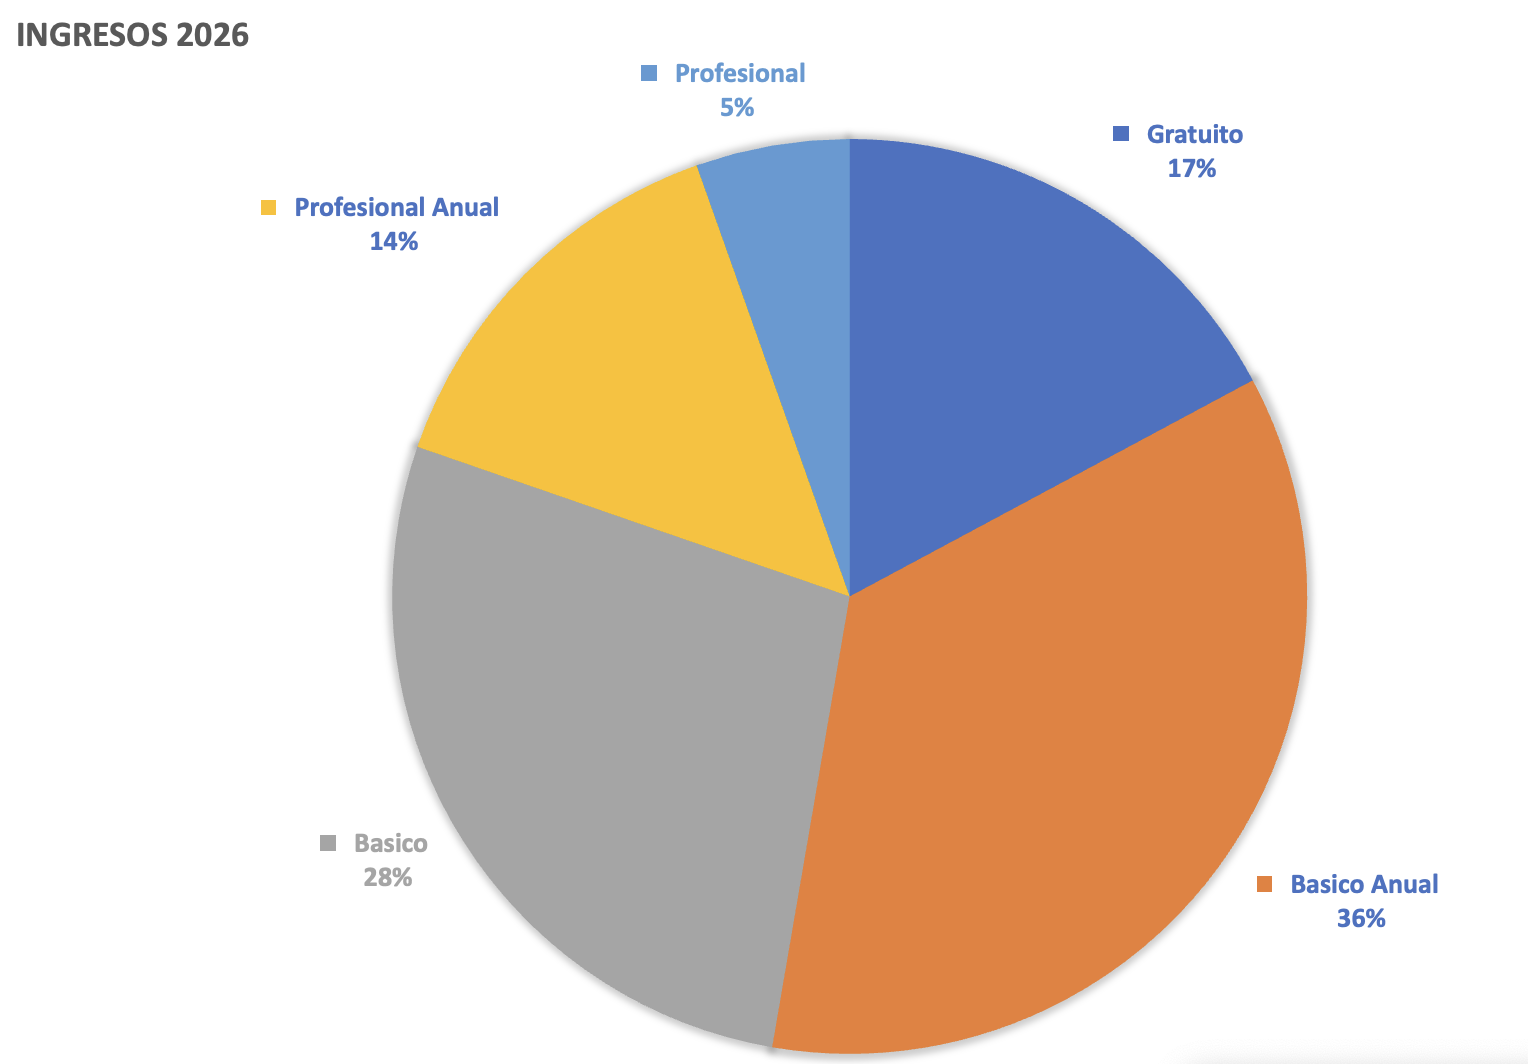 INGRESOS 2026
Profesional
5%
Gratuito
17%
Profesional Anual
14%
Basico
28%
Basico Anual
36%